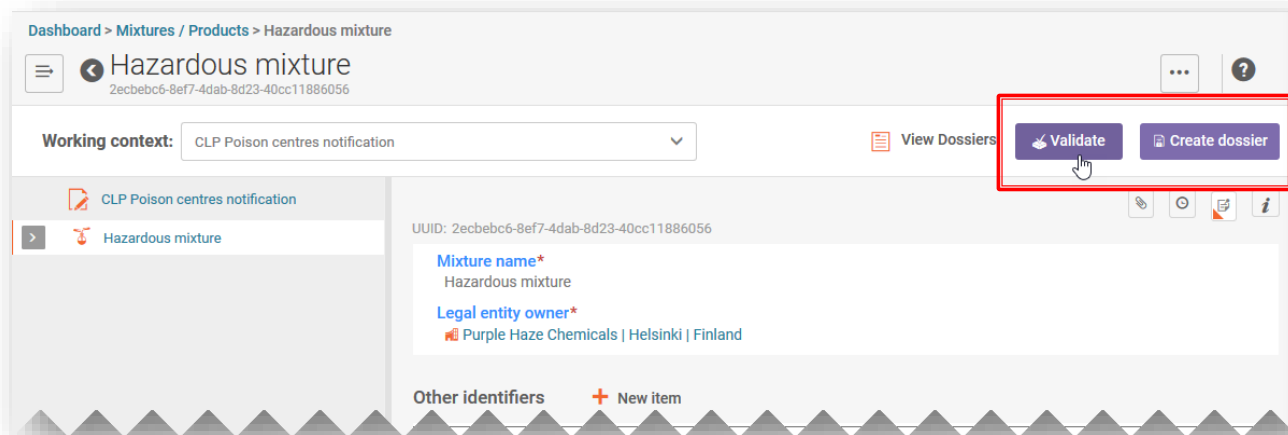 Dashboard > Mixtures / Products > Hazardous mixture
Hazardous mixture
2ecbebc6-8ef7-4dab-8d23-40cc11886056
Working context: CLP Poison centres notification
View Dossiers
Validate
Create dossier
CLP Poison centres notification
Hazardous mixture
UUID: 2ecbebc6-8ef7-4dab-8d23-40cc11886056
Mixture name*
Hazardous mixture
Legal entity owner*
Purple Haze Chemicals | Helsinki | Finland
Other identifiers + New item